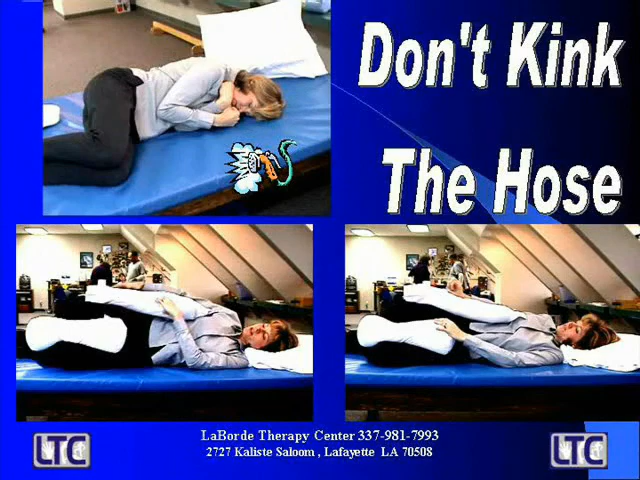 Don't Kink
The Hose
LaBorde Therapy Center 337-981-7993
2727 Kaliste Saloom , Lafayette LA 70508
LTC
LTC